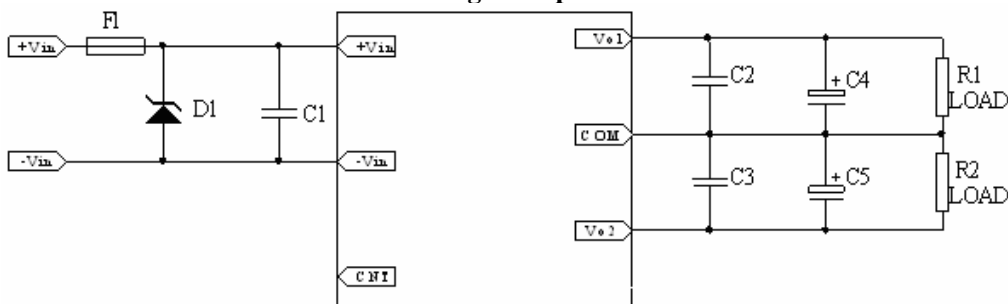 F1
+Vin
+Vin
Vo1
D1
C1
C2
+ C4
R1
LOAD
COM
-Vin
-Vin
C3
+ C5
R2
LOAD
Vo2
CNT